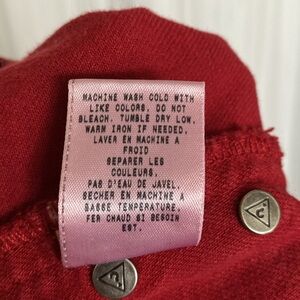 MACHINE WASH COLD WITH
LIKE COLORS. DO NOT
BLEACH. TUMBLE DRY LOW.
WARM IRON IF NEEDED.
LAVER EN MACHINE A
FROID
SEPARER LES
COULEURS.
PAS D'EAU DE JAVEL.
SECHER EN MACHINE A
BASSE TEMPERATURE.
FER CHAUD SI BESOIN
EST.